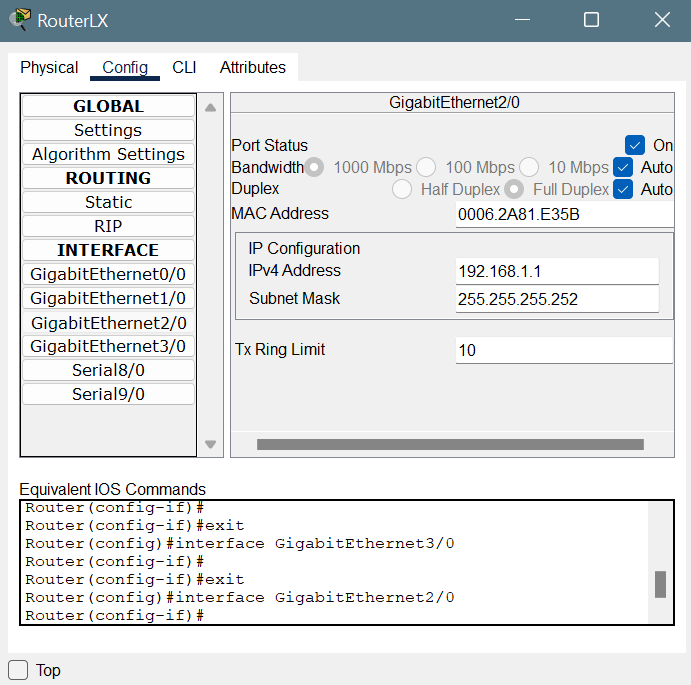 RouterLX
Physical Config CLI Attributes
GLOBAL
Settings
Algorithm Settings
ROUTING
Static
RIP
INTERFACE
GigabitEthernet0/0
GigabitEthernet1/0
GigabitEthernet2/0
GigabitEthernet3/0
Serial8/0
Serial9/0
GigabitEthernet2/0
Port Status On
Bandwidth 1000 Mbps 100 Mbps 10 Mbps Auto
Duplex Half Duplex Full Duplex Auto
MAC Address 0006.2A81.E35B
IP Configuration
IPv4 Address 192.168.1.1
Subnet Mask 255.255.255.252
Tx Ring Limit 10
Equivalent IOS Commands
Router(config-if)#
Router(config-if)#exit
Router(config)#interface GigabitEthernet3/0
Router(config-if)#
Router(config-if)#exit
Router(config)#interface GigabitEthernet2/0
Router(config-if)#
Top